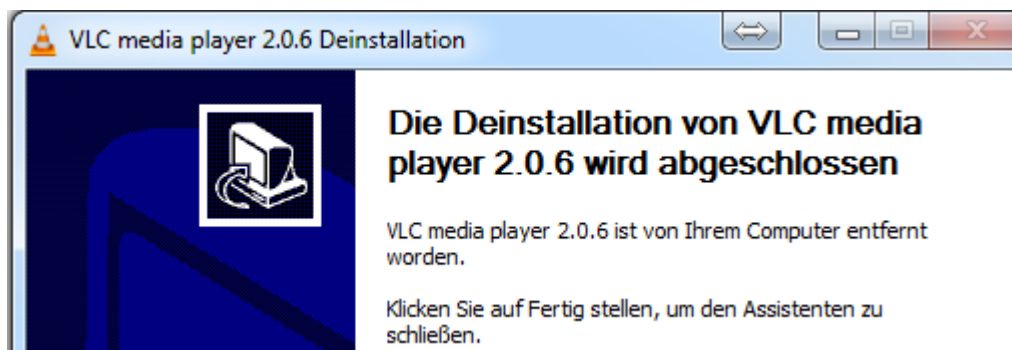 VLC media player 2.0.6 Deinstallation
Die Deinstallation von VLC media
player 2.0.6 wird abgeschlossen
VLC media player 2.0.6 ist von Ihrem Computer entfernt
worden.
Klicken Sie auf Fertig stellen, um den Assistenten zu
schließen.